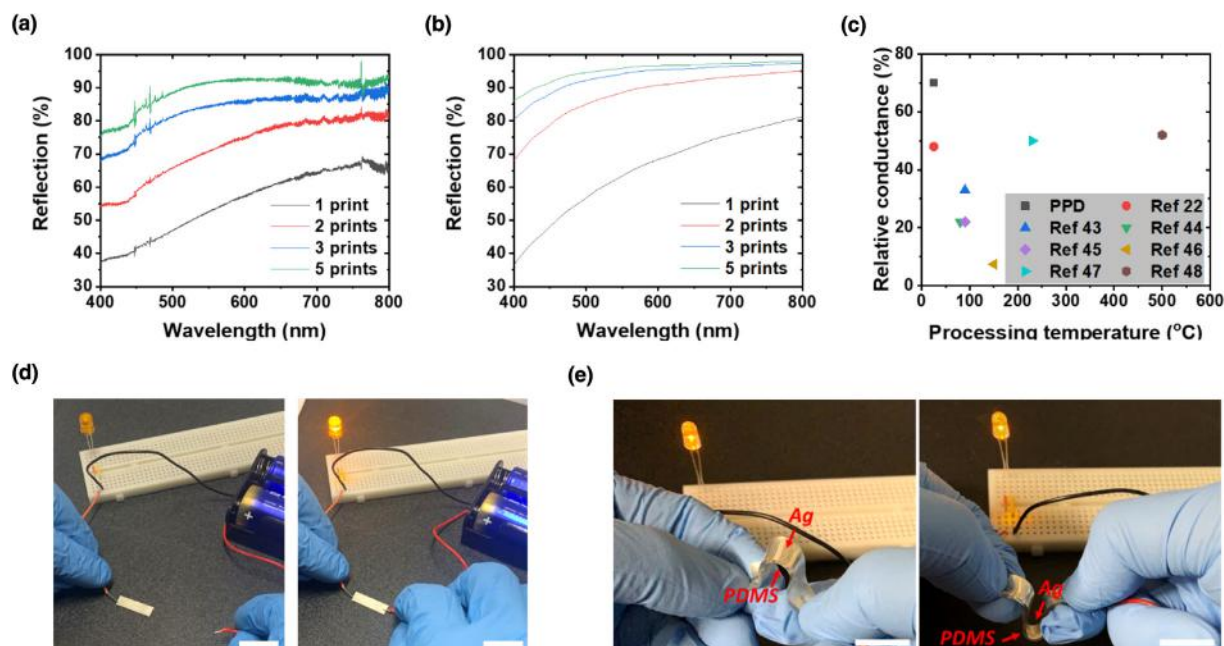 (a)
100
90
80
70
60
50
40
30
400 500 600 700 800
Reflection (%)
Wavelength (nm)
1 print
2 prints
3 prints
5 prints
(b)
100
90
80
70
60
50
40
30
400 500 600 700 800
Reflection (%)
Wavelength (nm)
1 print
2 prints
3 prints
5 prints
(c)
80
60
40
20
0
0 100 200 300 400 500 600
Relative conductance (%)
Processing temperature (°C)
PPD Ref 22
Ref 43 Ref 44
Ref 45 Ref 46
Ref 47 Ref 48
(d)
+
+
(e)
Ag
PDMS
Ag
PDMS